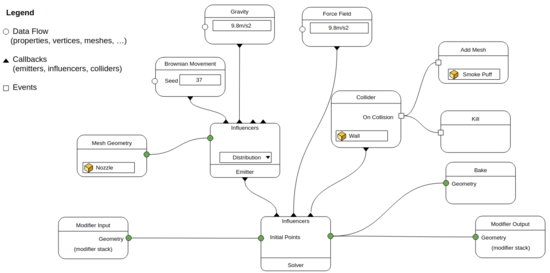 Legend
Data Flow
(properties, vertices, meshes, ...)
Callbacks
(emitters, influencers, colliders)
Events
Gravity
9.8m/s2
Force Field
9.8m/s2
Brownian Movement
Seed 37
Add Mesh
Smoke Puff
Collider
On Collision
Wall
Kill
Influencers
Distribution
Emitter
Mesh Geometry
Nozzle
Bake
Geometry
Modifier Input
Geometry
(modifier stack)
Influencers
Initial Points
Solver
Modifier Output
Geometry
(modifier stack)